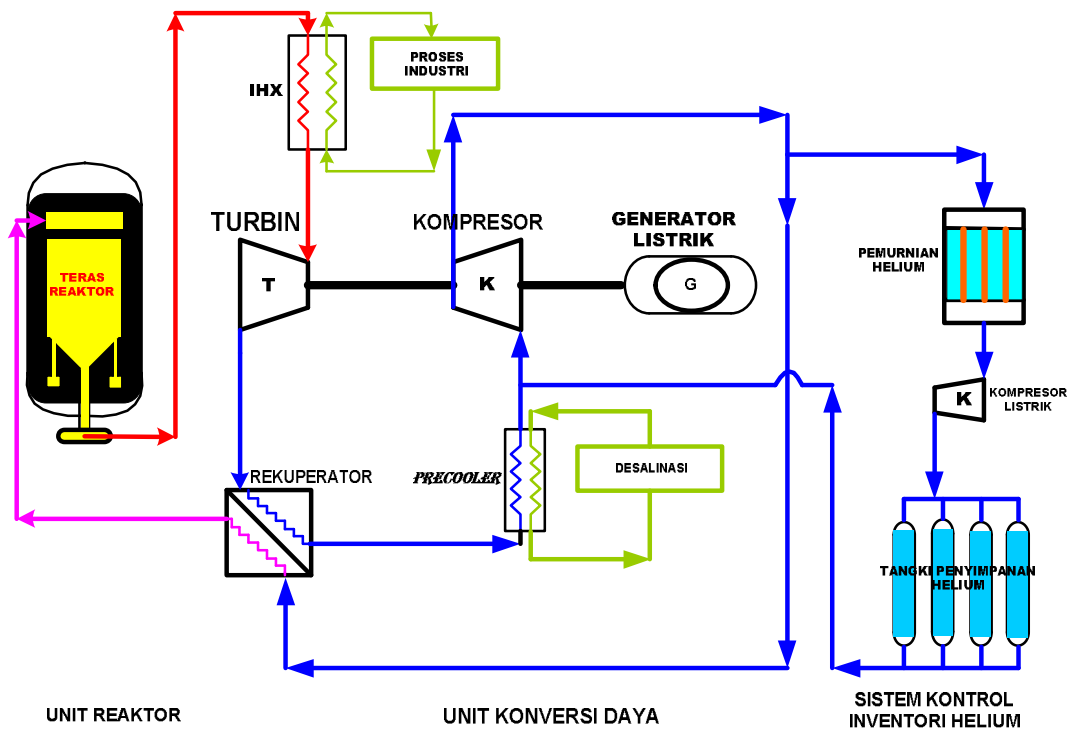 PROSES
INDUSTRI
IHX
TURBIN
KOMPRESOR
GENERATOR
LISTRIK
T
K
G
TERAS
REAKTOR
PEMURNIAN
HELIUM
K
KOMPRESOR
LISTRIK
REKUPERATOR
PRECOOLER
DESALINASI
TANGKI PENYIMPANAN
HELIUM
UNIT REAKTOR
UNIT KONVERSI DAYA
SISTEM KONTROL
INVENTORI HELIUM